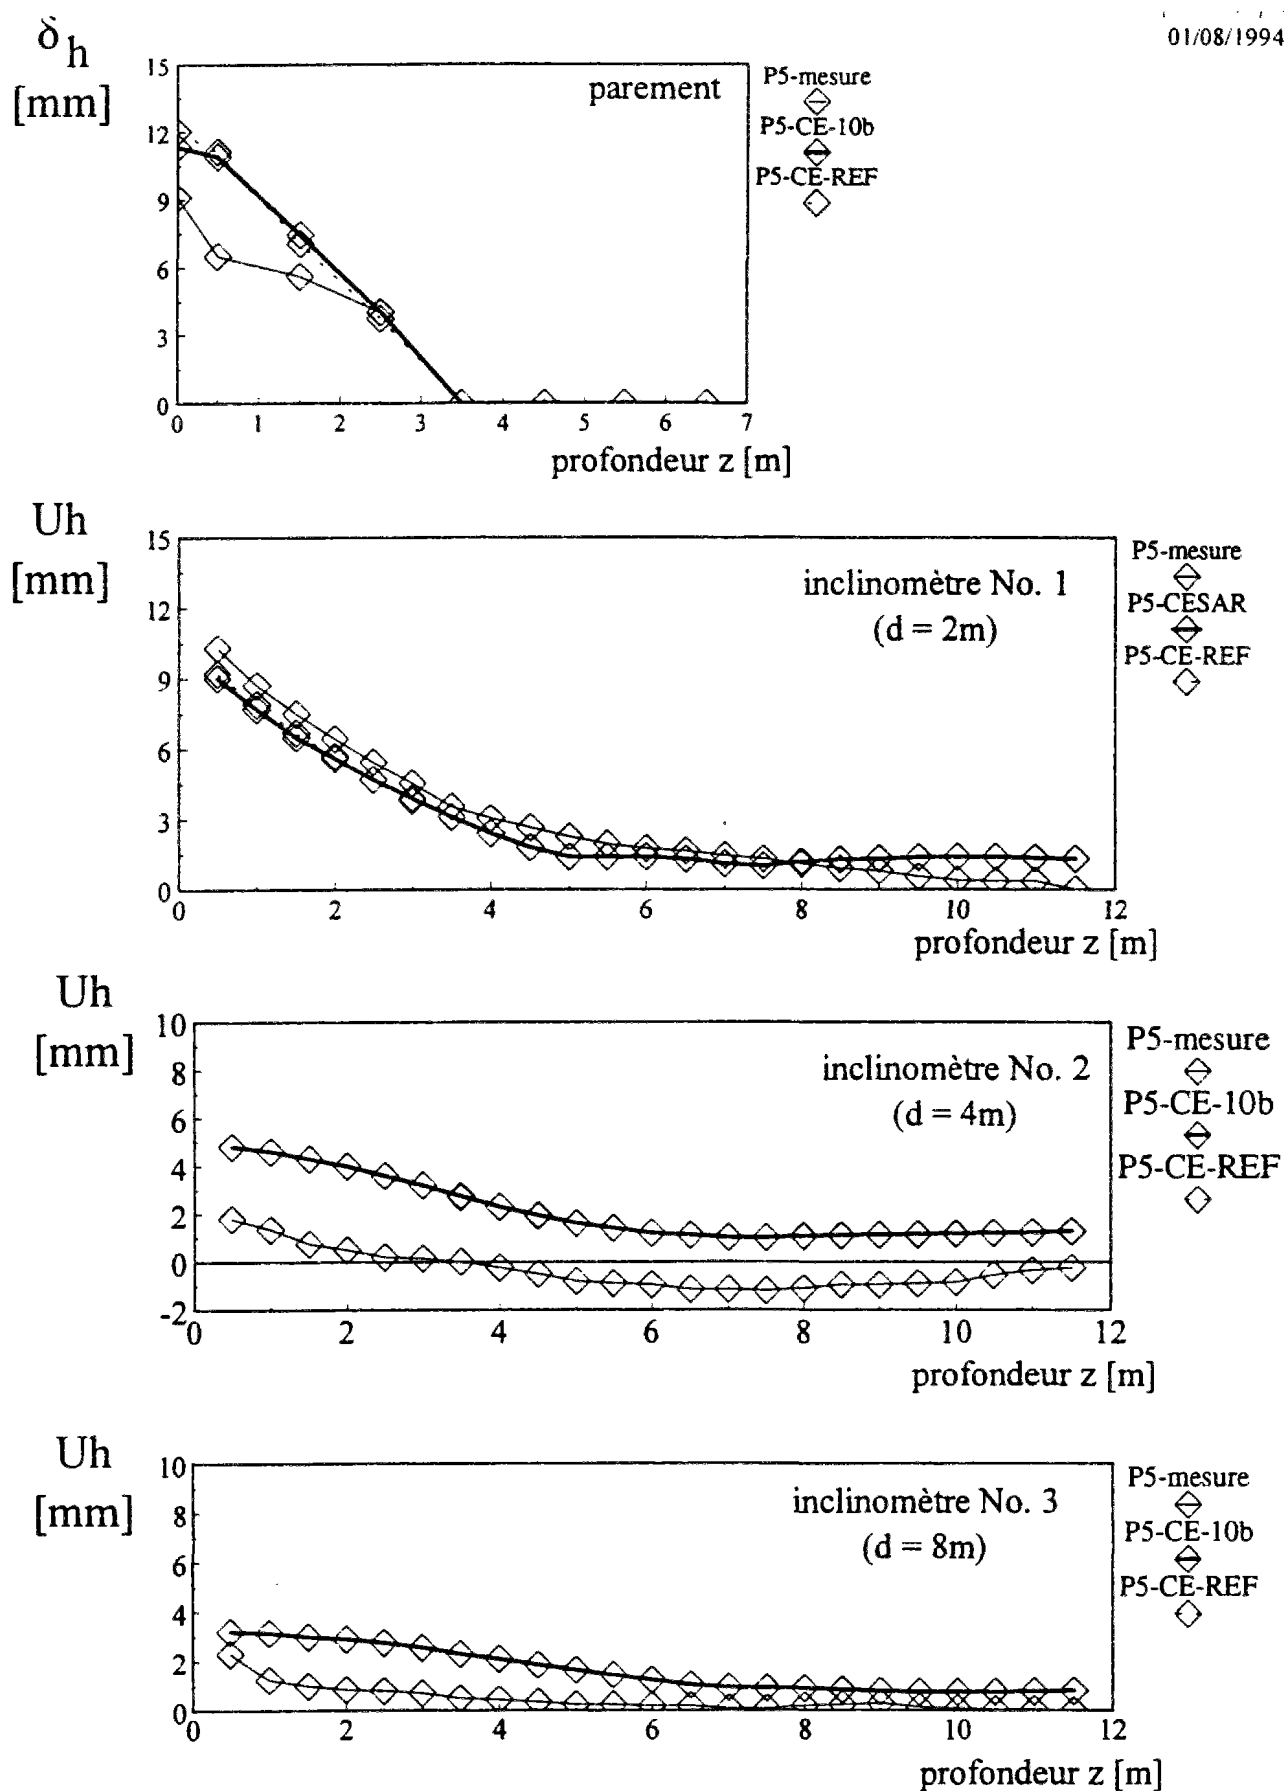 01/08/1994
δh
[mm]
15
12
9
6
3
0
parement
P5-mesure
P5-CE-10b
P5-CE-REF
0 1 2 3 4 5 6 7
profondeur z [m]
Uh
[mm]
15
12
9
6
3
0
inclinomètre No. 1
(d = 2m)
P5-mesure
P5-CESAR
P5-CE-REF
0 2 4 6 8 10 12
profondeur z [m]
Uh
[mm]
10
8
6
4
2
0
-2
inclinomètre No. 2
(d = 4m)
P5-mesure
P5-CE-10b
P5-CE-REF
0 2 4 6 8 10 12
profondeur z [m]
Uh
[mm]
10
8
6
4
2
0
inclinomètre No. 3
(d = 8m)
P5-mesure
P5-CE-10b
P5-CE-REF
0 2 4 6 8 10 12
profondeur z [m]